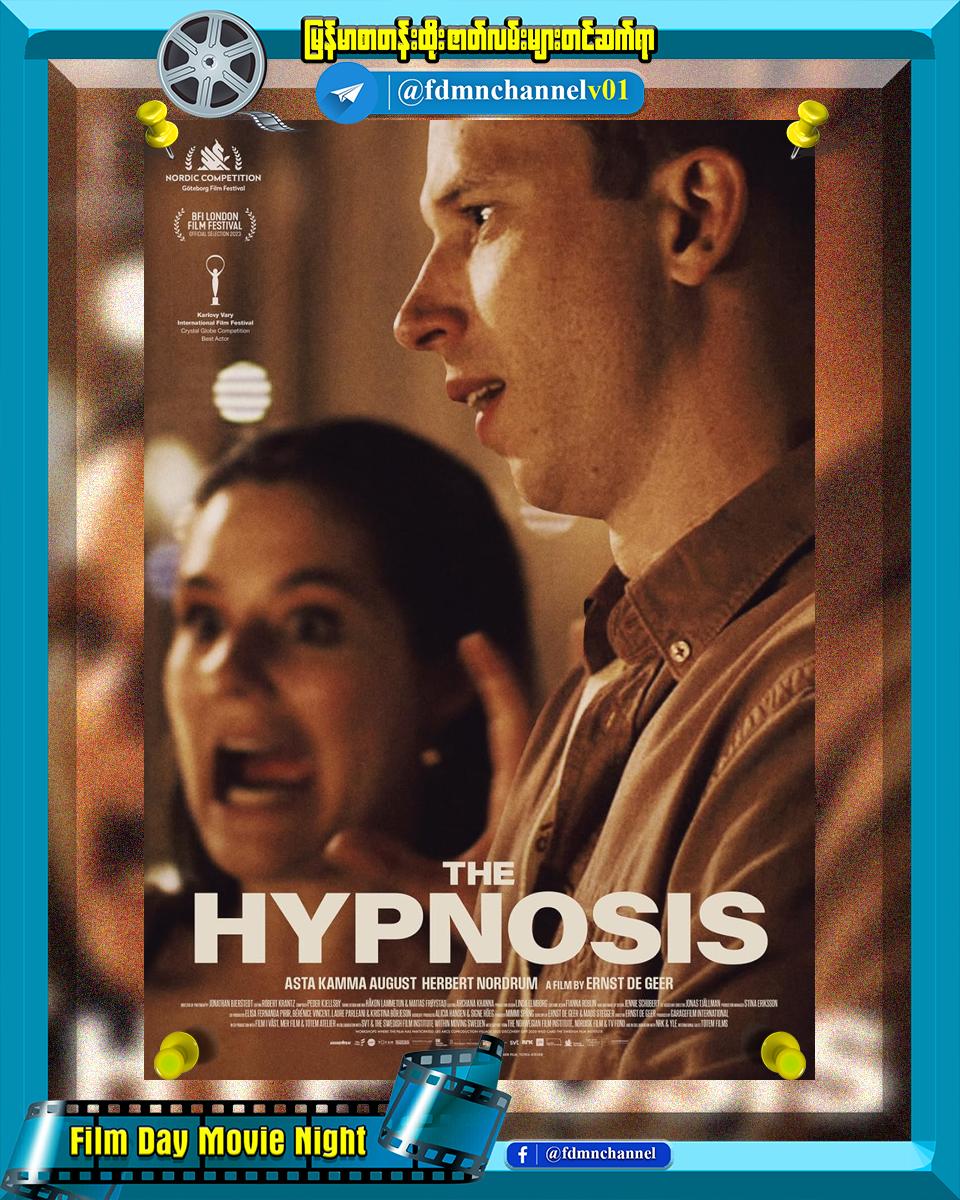 မြန်မာစာတန်းထိုးဇာတ်လမ်းများတင်ဆက်ရာ
@fdmnchannelv01
NORDIC COMPETITION
Göteborg Film Festival
BFI LONDON
FILM FESTIVAL
OFFICIAL SELECTION 2023
Karlovy Vary
International Film Festival
Crystal Globe Competition
Best Actor
THE
HYPNOSIS
ASTA KAMMA AUGUST HERBERT NORDRUM A FILM BY ERNST DE GEER
Film Day Movie Night
@fdmnchannel